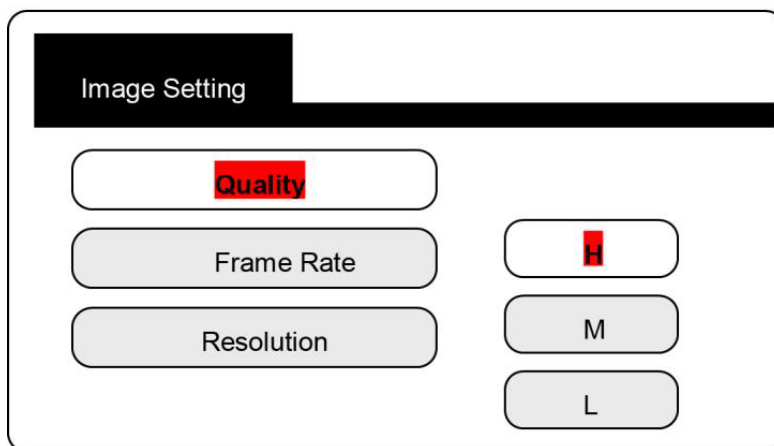 Image Setting
Quality
Frame Rate
Resolution
H
M
L